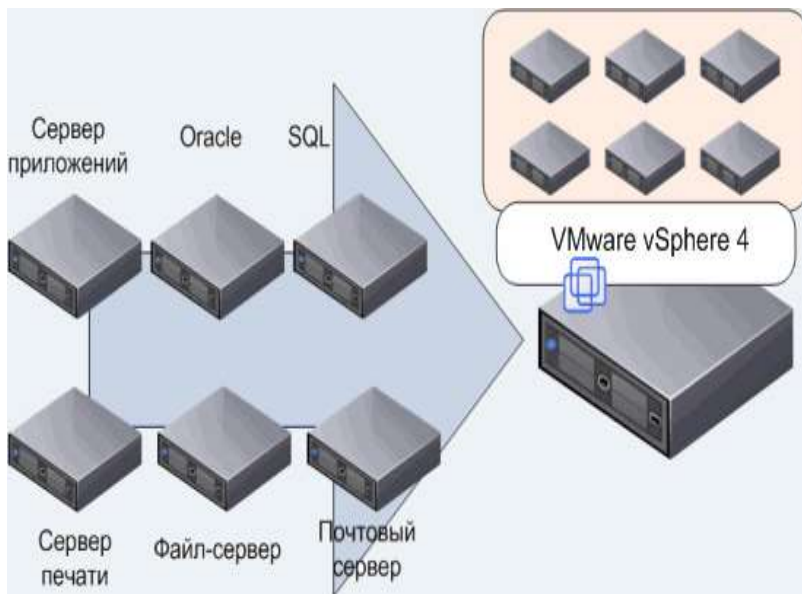 Сервер
приложений
Oracle
SQL
VMware vSphere 4
Сервер
печати
Файл-сервер
Почтовый
сервер